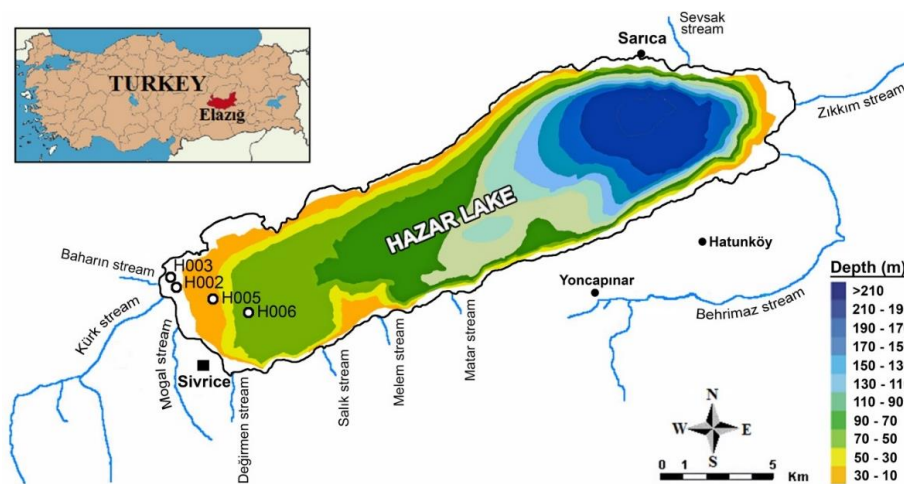 TURKEY
Elazıg
Sevsak
stream
Sarıca
Zıkkım stream
HAZAR LAKE
Hatunköy
Yoncapınar
Behrimaz stream
Baharın stream
H003
H002
H005
H006
Kürk stream
Mogal stream
Sivrice
Değirmen stream
Salık stream
Melem stream
Matar stream
Depth (m)
>210
210 - 19
190 - 17
170 - 15
150 - 13
130 - 11
110 - 90
90 - 70
70 - 50
50 - 30
30 - 10
N
W E
S
0 1 5
Km